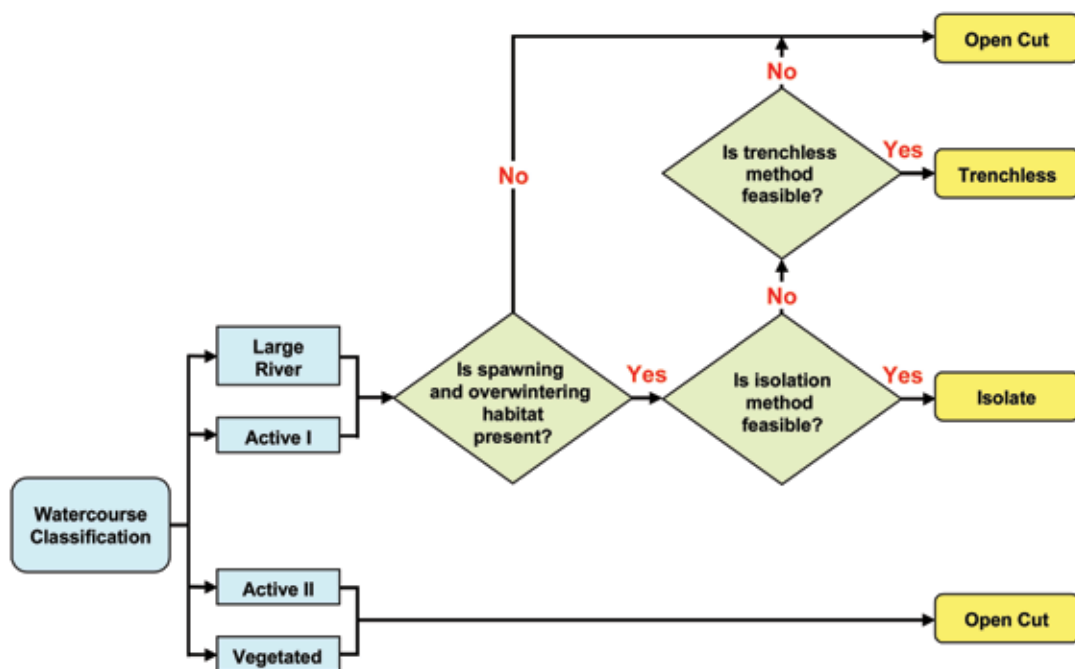 Open Cut
No
Is trenchless
method
feasible?
Yes
Trenchless
No
No
Large
River
Is spawning
and overwintering
habitat
present?
Yes
Is isolation
method
feasible?
Yes
Isolate
Active I
Watercourse
Classification
Active II
Open Cut
Vegetated